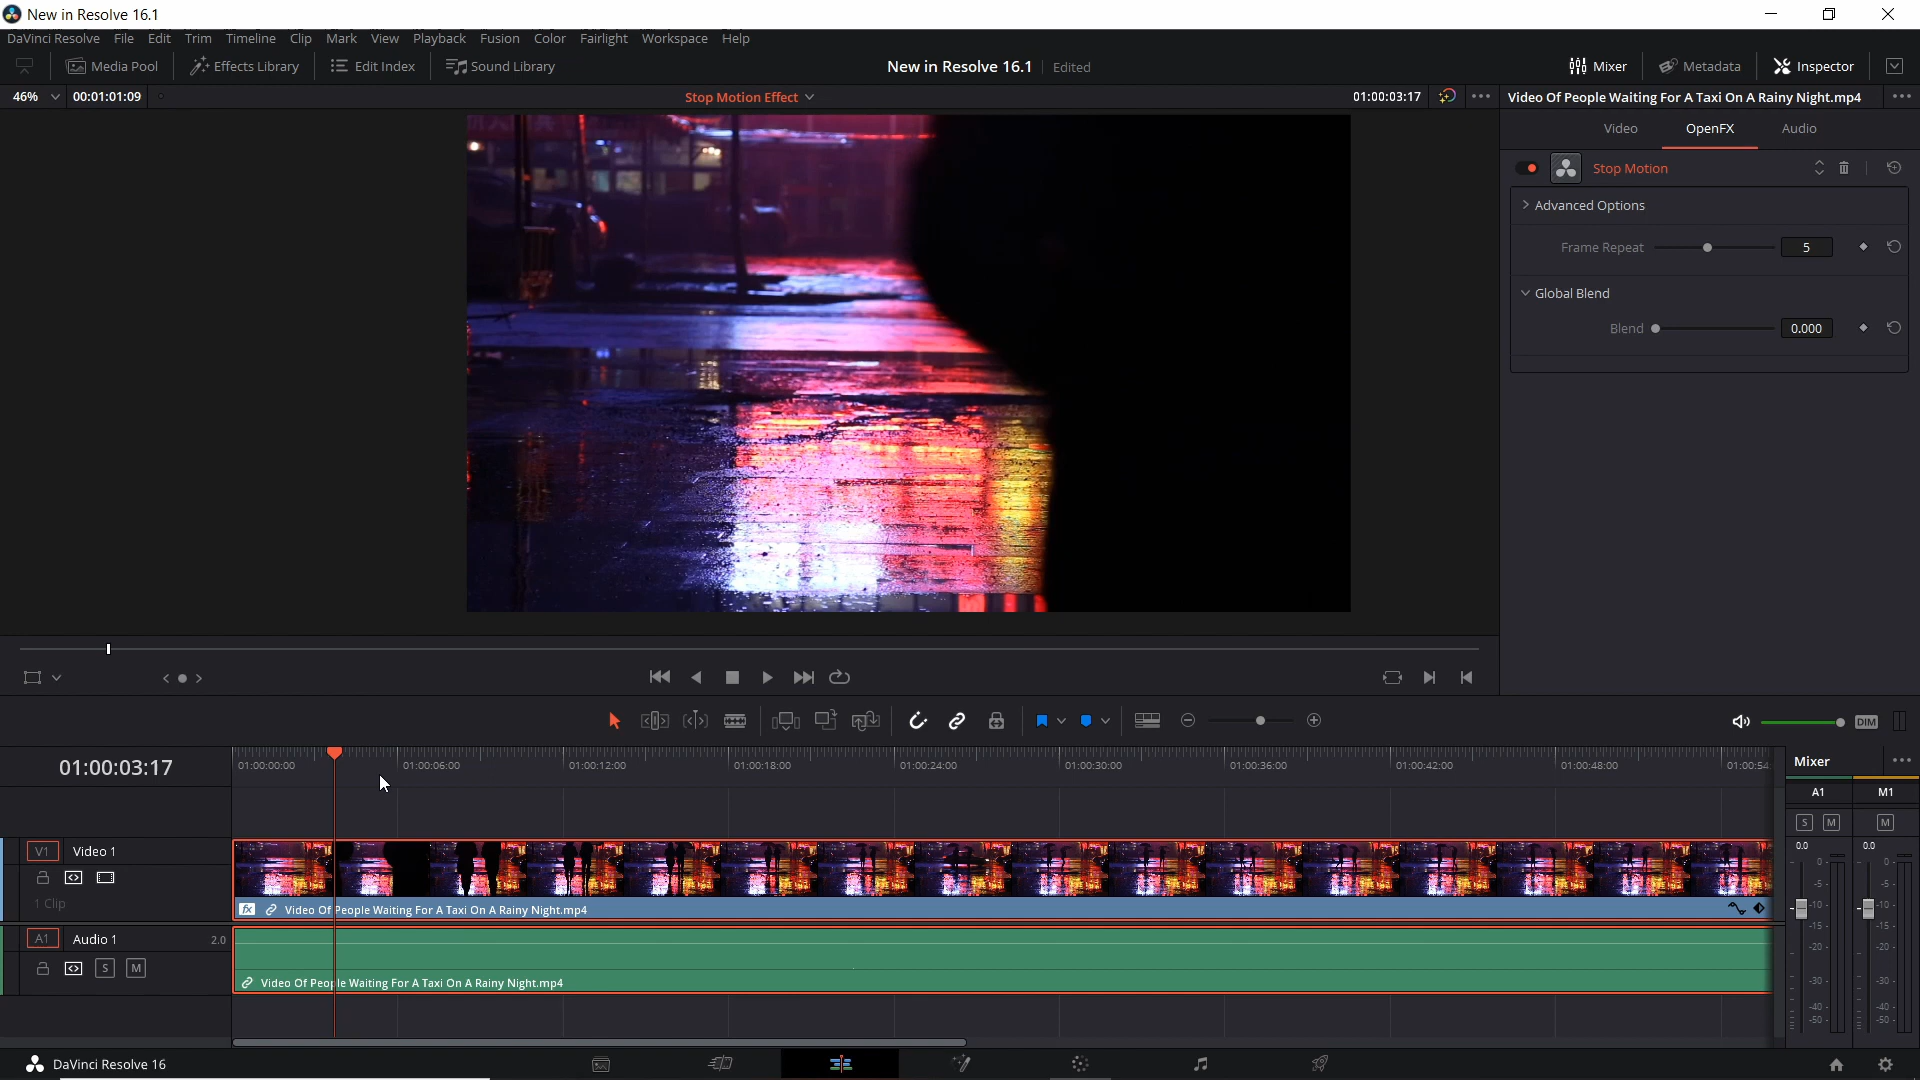 New in Resolve 16.1
DaVinci Resolve File Edit Trim Timeline Clip Mark View Playback Fusion Color Fairlight Workspace Help
Media Pool Effects Library Edit Index Sound Library New in Resolve 16.1 Edited Mixer Metadata Inspector
46% 00:01:01:09 Stop Motion Effect 01:00:03:17 Video Of People Waiting For A Taxi On A Rainy Night.mp4
Video OpenFX Audio
Stop Motion
Advanced Options
Frame Repeat 5
Global Blend
Blend 0.000
DIM
01:00:03:17 01:00:00:00 01:00:06:00 01:00:12:00 01:00:18:00 01:00:24:00 01:00:30:00 01:00:36:00 01:00:42:00 01:00:48:00 01:00:54: Mixer
A1 M1
S M M
0.0 0.0
V1 Video 1
1 Clip
fx Video Of People Waiting For A Taxi On A Rainy Night.mp4
A1 Audio 1 2.0
S M
Video Of People Waiting For A Taxi On A Rainy Night.mp4
0 0
-5 -5
-10 -10
-15 -15
-20 -20
-30 -30
-40 -40
-50 -50
DaVinci Resolve 16